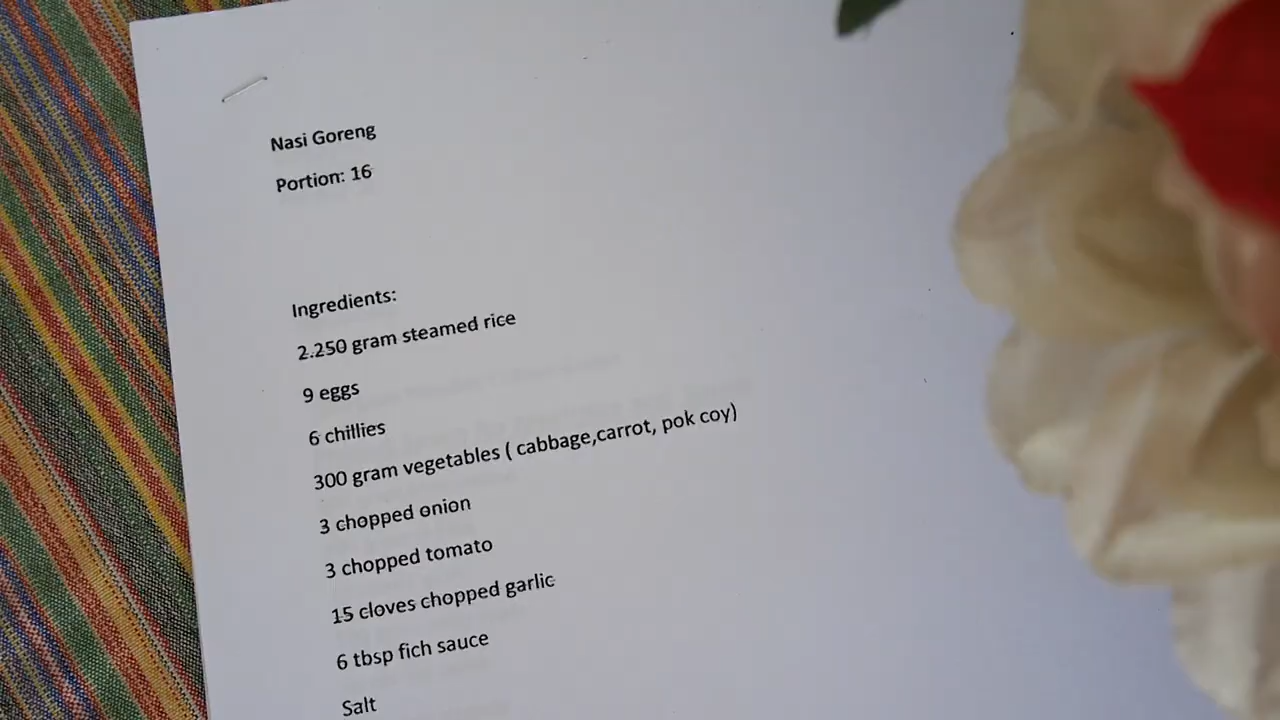 Nasi Goreng
Portion: 16
Ingredients:
2.250 gram steamed rice
9 eggs
6 chillies
300 gram vegetables ( cabbage,carrot, pok coy)
3 chopped onion
3 chopped tomato
15 cloves chopped garlic
6 tbsp fich sauce
Salt